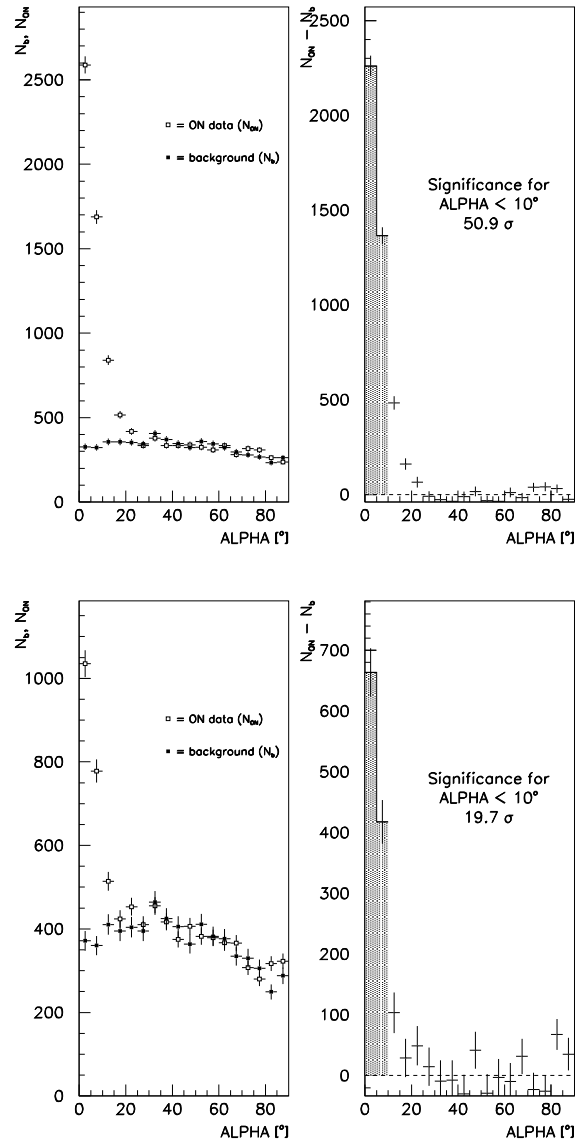 N_b, N_ON
2500
2000
1500
1000
500
0
0 20 40 60 80
ALPHA [°]
□ = ON data (N_ON)
■ = background (N_b)
N_ON − N_b
2500
2000
1500
1000
500
0
0 20 40 60 80
ALPHA [°]
Significance for
ALPHA < 10°
50.9 σ
N_b, N_ON
1000
800
600
400
200
0
0 20 40 60 80
ALPHA [°]
□ = ON data (N_ON)
■ = background (N_b)
N_ON − N_b
700
600
500
400
300
200
100
0
0 20 40 60 80
ALPHA [°]
Significance for
ALPHA < 10°
19.7 σ